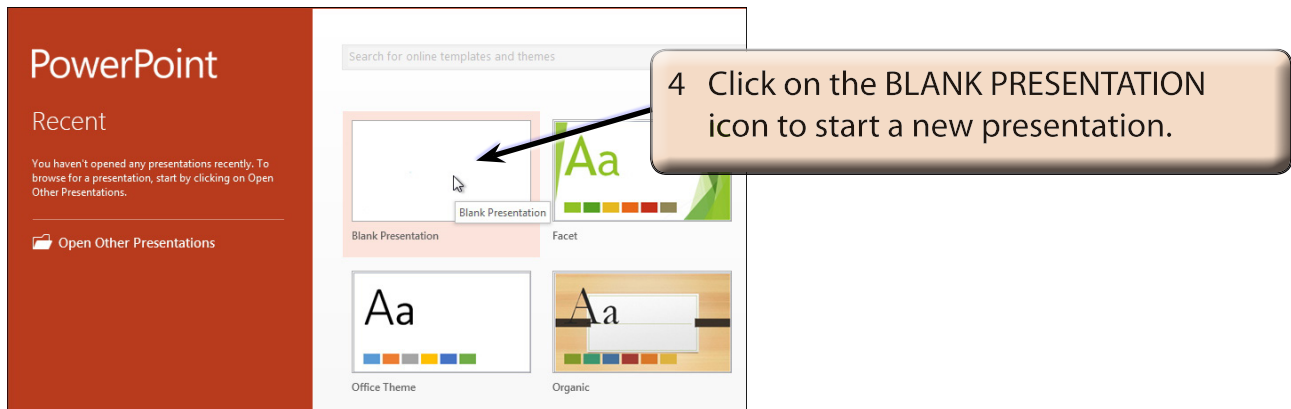 PowerPoint
Recent
You haven't opened any presentations recently. To
browse for a presentation, start by clicking on Open
Other Presentations.
Open Other Presentations
Search for online templates and themes
4 Click on the BLANK PRESENTATION
icon to start a new presentation.
Blank Presentation
Blank Presentation
Aa
Facet
Aa
Office Theme
Aa
Organic